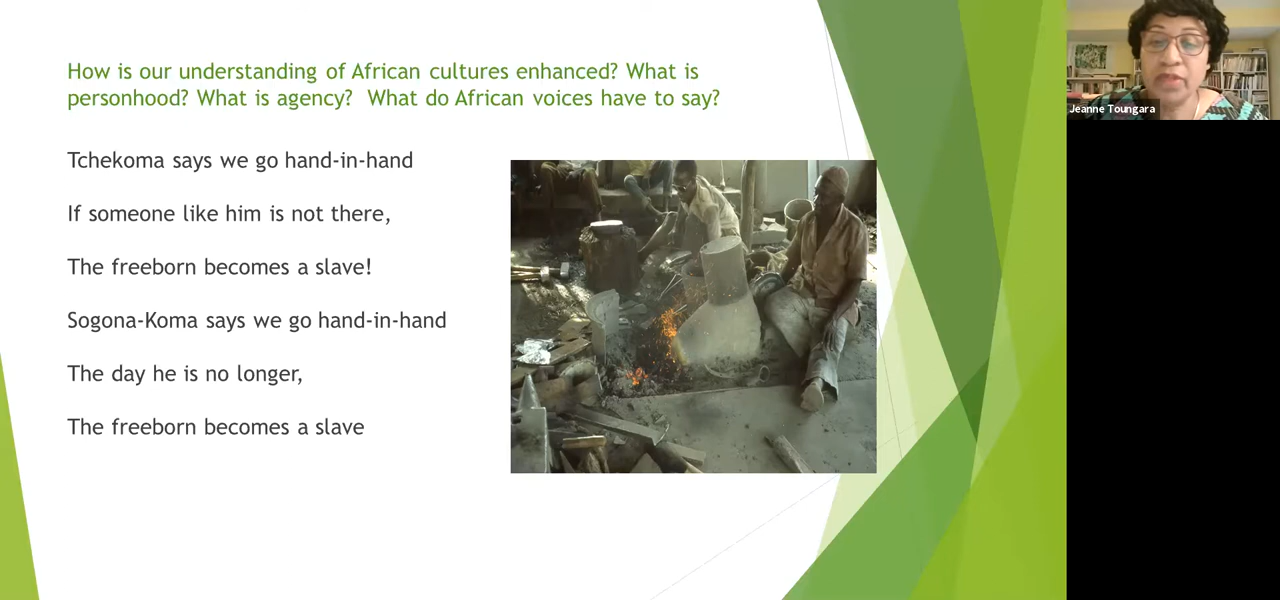 How is our understanding of African cultures enhanced? What is
personhood? What is agency?  What do African voices have to say?
Tchekoma says we go hand-in-hand
If someone like him is not there,
The freeborn becomes a slave!
Sogona-Koma says we go hand-in-hand
The day he is no longer,
The freeborn becomes a slave
Jeanne Toungara